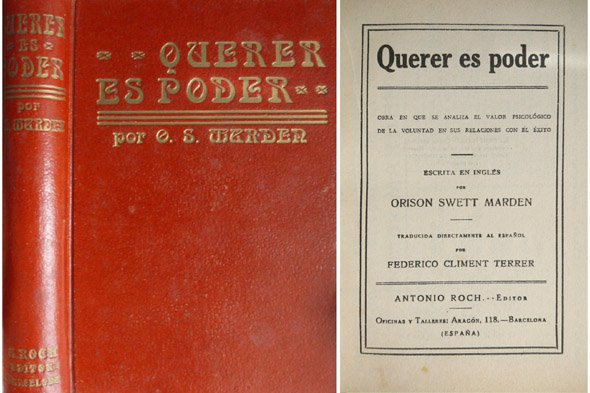 QUERER
ES
PODER
por
O. S. MARDEN
A. ROCH
EDITOR
BARCELONA
QUERER
ES PODER
por O. S. MARDEN
Querer es poder
OBRA EN QUE SE ANALIZA EL VALOR PSICOLÓGICO
DE LA VOLUNTAD EN SUS RELACIONES CON EL ÉXITO
ESCRITA EN INGLÉS
POR
ORISON SWETT MARDEN
TRADUCIDA DIRECTAMENTE AL ESPAÑOL
POR
FEDERICO CLIMENT TERRER
ANTONIO ROCH.--EDITOR
OFICINAS Y TALLERES: ARAGÓN, 118.—BARCELONA
(ESPAÑA)